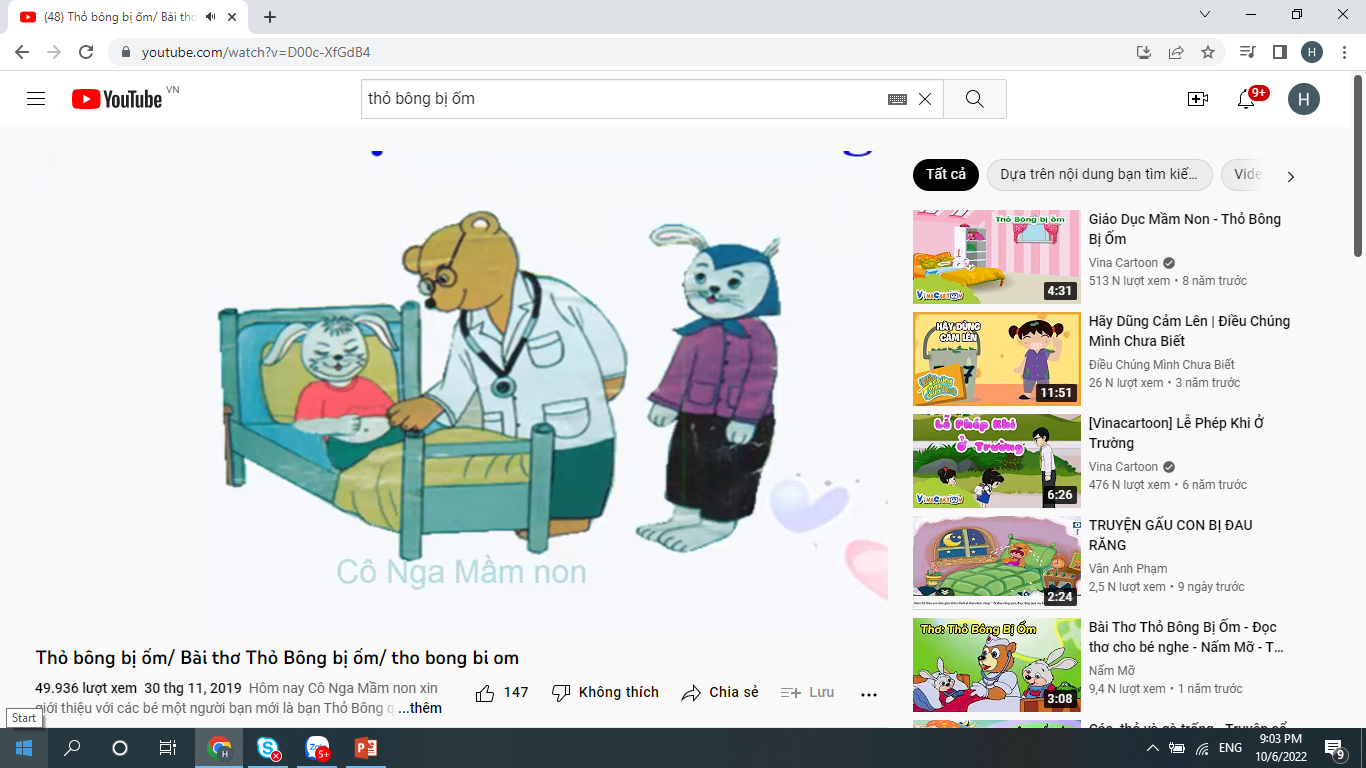 (48) Thỏ bông bị ốm/ Bài thơ
youtube.com/watch?v=D00c-XfGdB4
H
YouTube VN
thỏ bông bị ốm
9+
H
Cô Nga Mầm non
Thỏ bông bị ốm/ Bài thơ Thỏ Bông bị ốm/ tho bong bi om
49.936 lượt xem 30 thg 11, 2019 Hôm nay Cô Nga Mầm non xin
giới thiệu với các bé một người bạn mới là bạn Thỏ Bông q ...thêm
147
Không thích
Chia sẻ
Lưu
Tất cả
Dựa trên nội dung bạn tìm kiế...
Vide
Thỏ Bông bị ốm
VINACARTOON
4:31
Giáo Dục Mầm Non - Thỏ Bông
Bị Ốm
Vina Cartoon
513 N lượt xem • 8 năm trước
HÃY DŨNG
CẢM LÊN
11:51
Hãy Dũng Cảm Lên | Điều Chúng
Mình Chưa Biết
Điều Chúng Mình Chưa Biết
26 N lượt xem • 3 năm trước
Lễ Phép Khi
Ở Trường
VINACARTOON
6:26
[Vinacartoon] Lễ Phép Khi Ở
Trường
Vina Cartoon
476 N lượt xem • 6 năm trước
2:24
TRUYỆN GẤU CON BỊ ĐAU
RĂNG
Vân Anh Phạm
2,5 N lượt xem • 9 ngày trước
Thơ: Thỏ Bông Bị Ốm
3:08
Bài Thơ Thỏ Bông Bị Ốm - Đọc
thơ cho bé nghe - Nấm Mỡ - T...
Nấm Mỡ
9,4 N lượt xem • 1 năm trước
Start
H
Zalo
5+
ENG
9:03 PM
10/6/2022
9